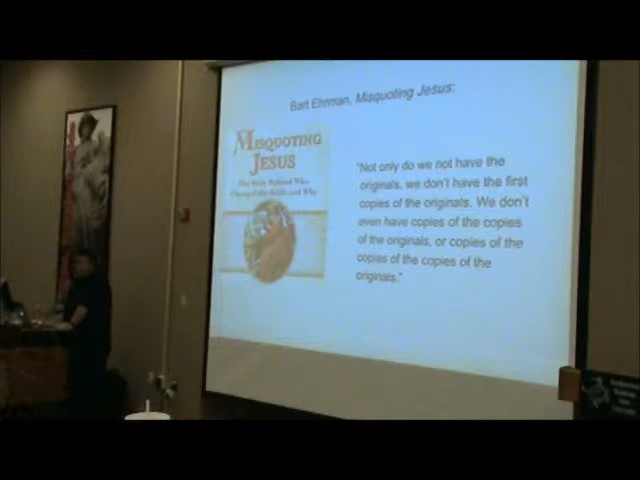 Bart Ehrman, Misquoting Jesus:
MISQUOTING
JESUS
The Story Behind Who
Changed the Bible and Why
"Not only do we not have the
originals, we don't have the first
copies of the originals. We don't
even have copies of the copies
of the originals, or copies of the
copies of the copies of the
originals."